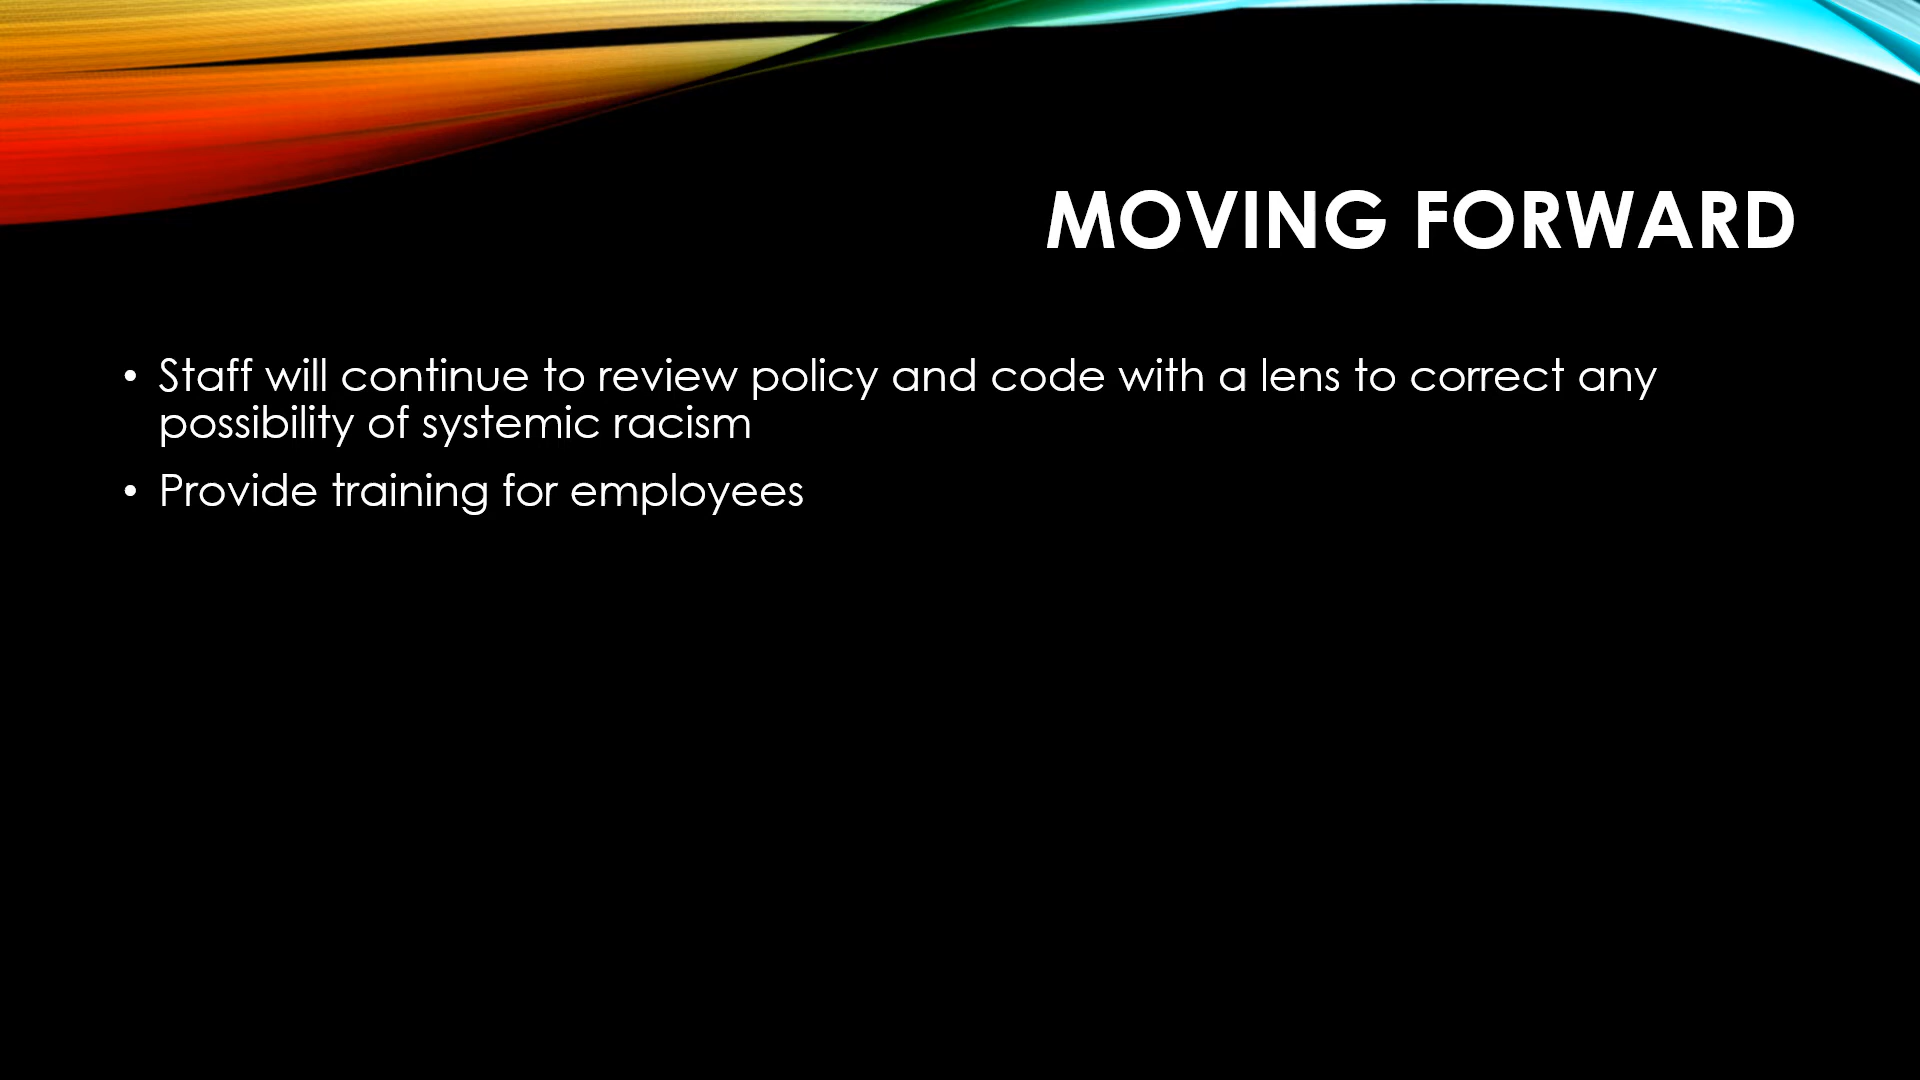 MOVING FORWARD
• Staff will continue to review policy and code with a lens to correct any
possibility of systemic racism
• Provide training for employees